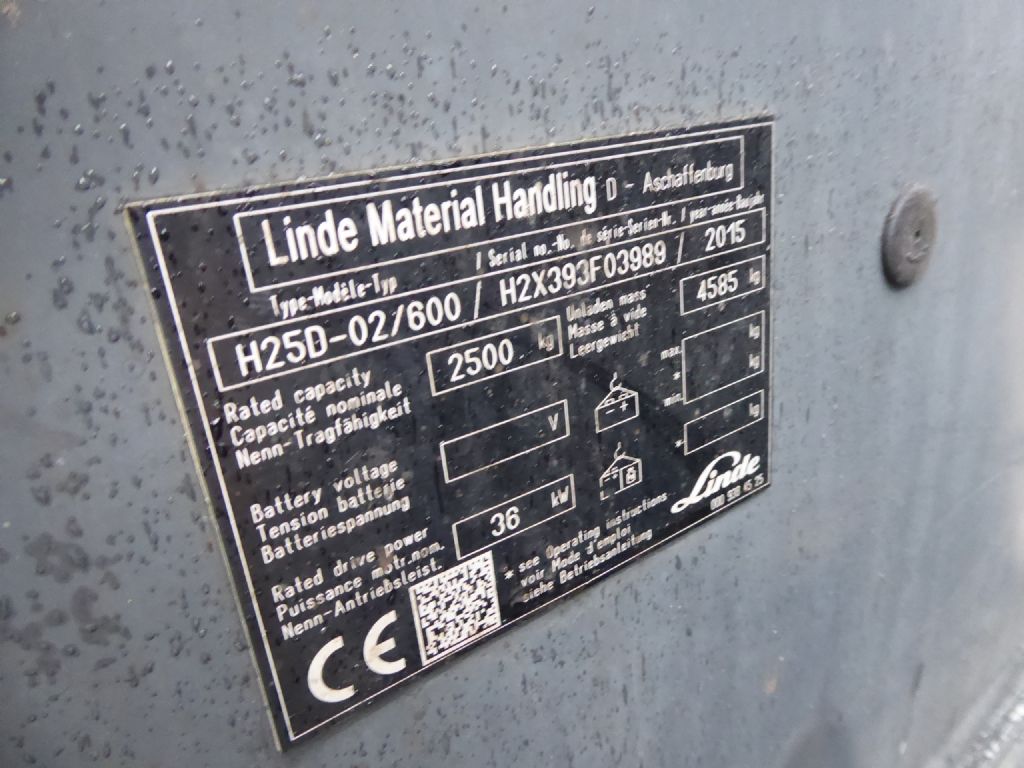 Linde Material Handling D - Aschaffenburg
Type-Modèle-Typ / Serial no.-No. de série-Serien-Nr. / year-année-Baujahr
H25D-02/600 / H2X393F03989 / 2015
Rated capacity
Capacité nominale
Nenn-Tragfähigkeit
2500 kg
Unladen mass
Masse à vide
Leergewicht
4585 kg
Battery voltage
Tension batterie
Batteriespannung
V
max. kg
* kg
min.
* kg
Rated drive power
Puissance motr.nom.
Nenn-Antriebsleist.
36 kW
* see Operating instructions
voir Mode d'emploi
siehe Betriebsanleitung
Linde
CE